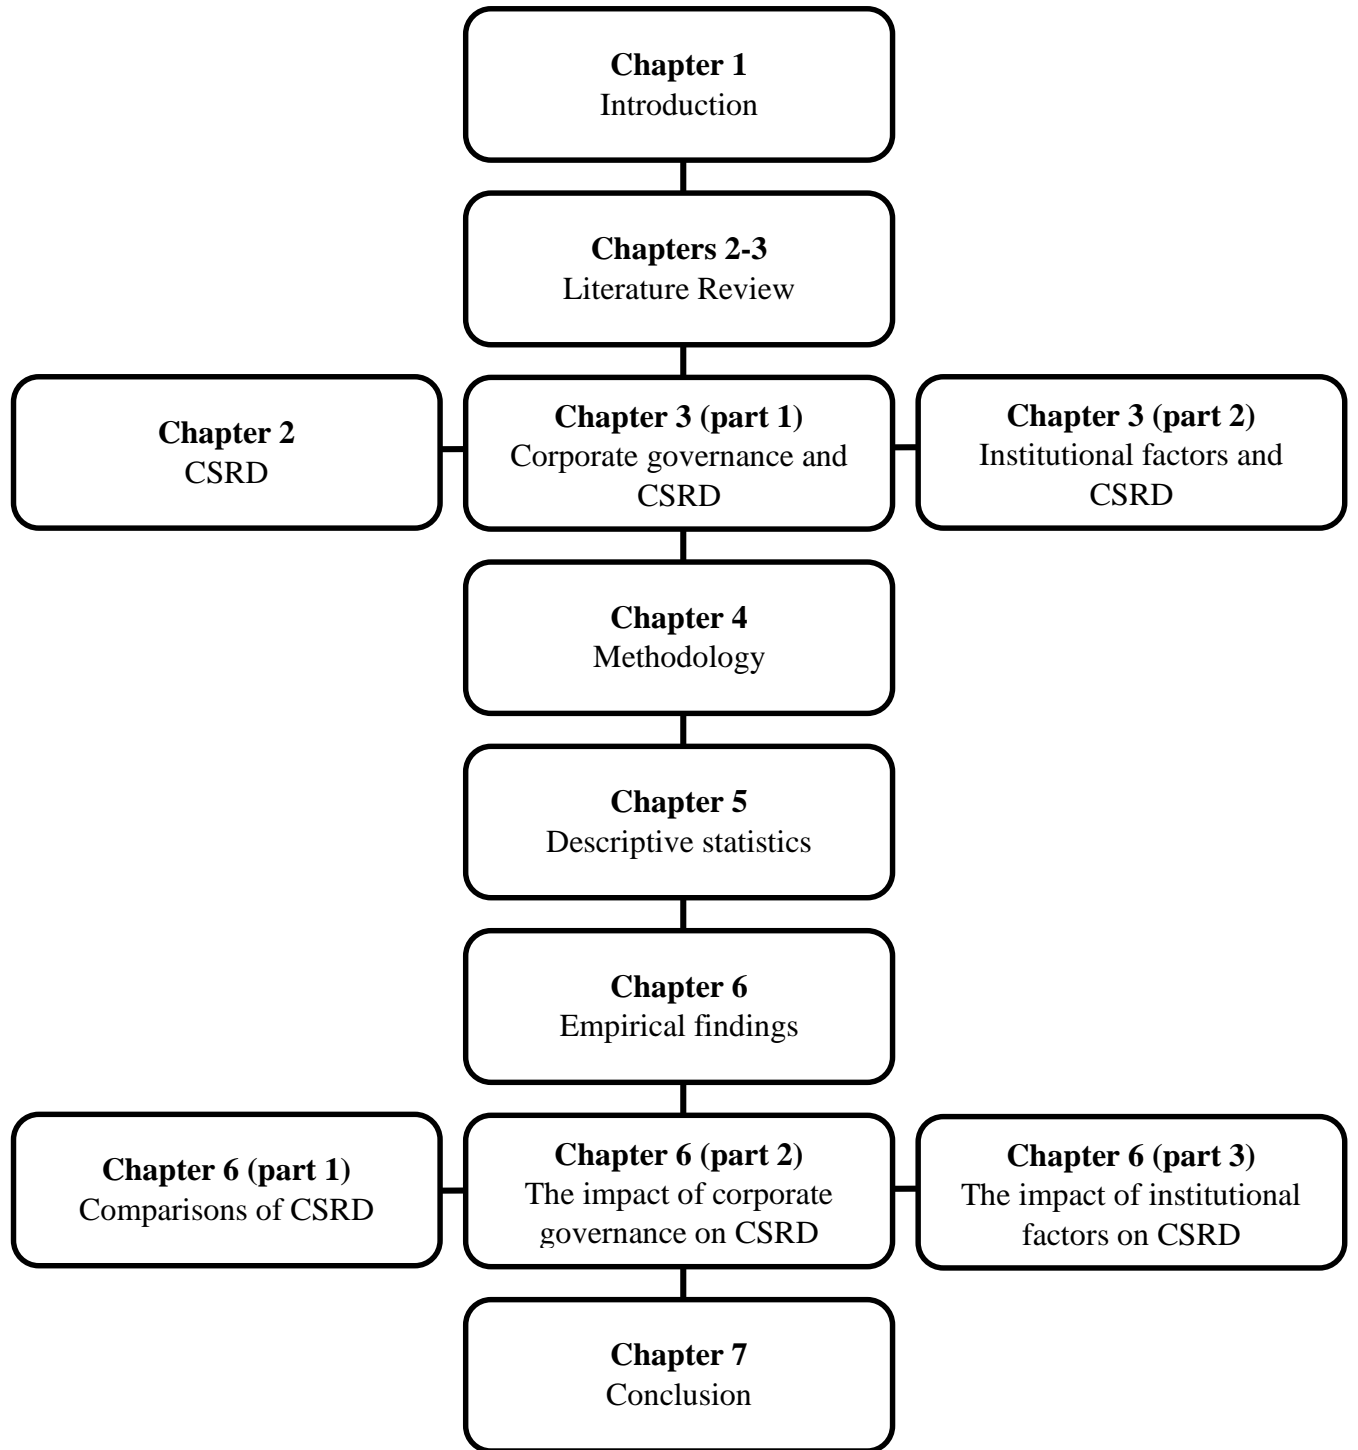 Chapter 1
Introduction
Chapters 2-3
Literature Review
Chapter 2
CSRD
Chapter 3 (part 1)
Corporate governance and
CSRD
Chapter 3 (part 2)
Institutional factors and
CSRD
Chapter 4
Methodology
Chapter 5
Descriptive statistics
Chapter 6
Empirical findings
Chapter 6 (part 1)
Comparisons of CSRD
Chapter 6 (part 2)
The impact of corporate
governance on CSRD
Chapter 6 (part 3)
The impact of institutional
factors on CSRD
Chapter 7
Conclusion